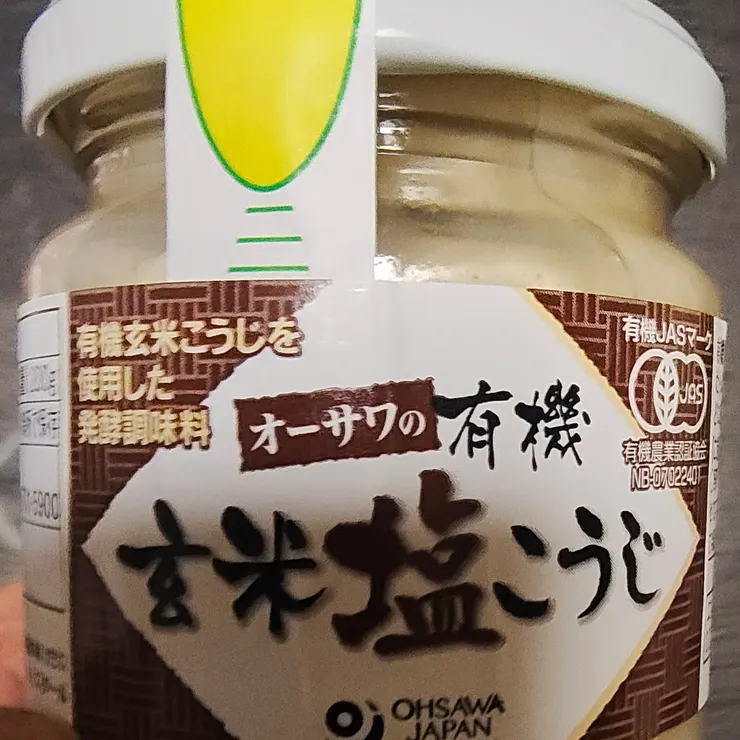 有機玄米こうじを
使用した
発酵調味料
オーサワの有機
玄米塩こうじ
有機JASマーク
JAS
有機農業認証協会
NB-07022401
OHSAWA
JAPAN